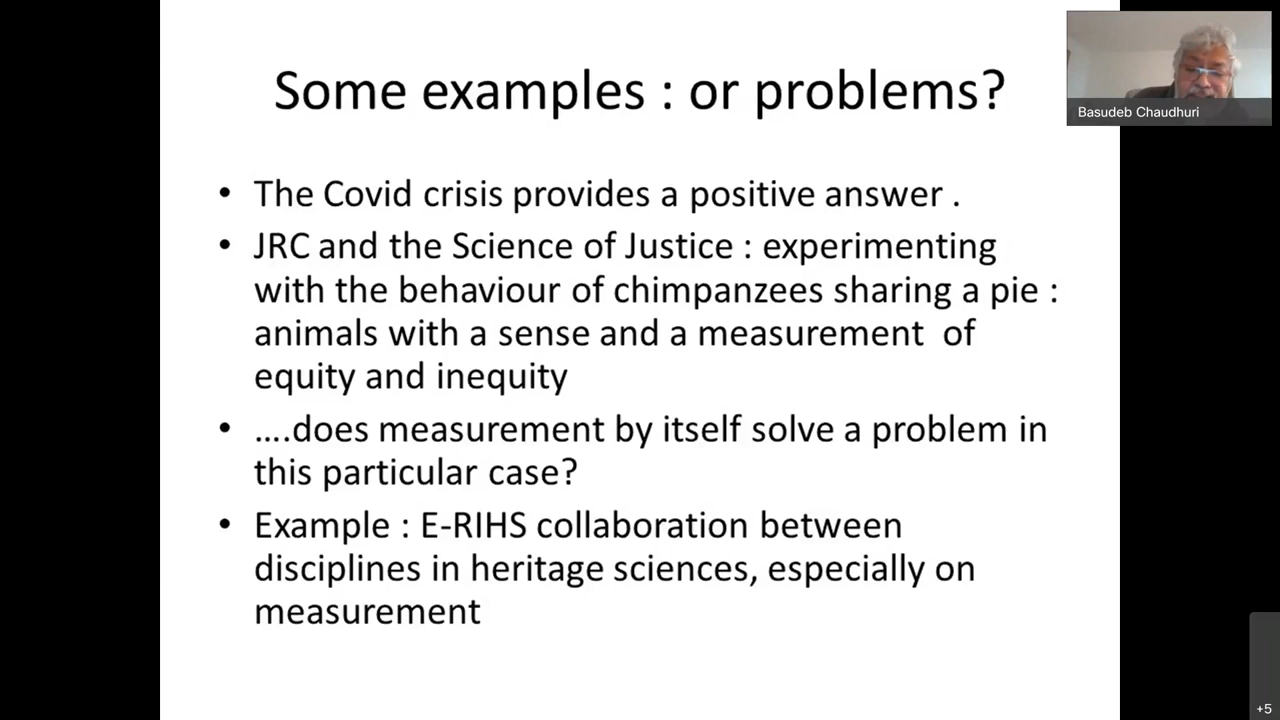 Some examples : or problems?
Basudeb Chaudhuri
• The Covid crisis provides a positive answer .
• JRC and the Science of Justice : experimenting
with the behaviour of chimpanzees sharing a pie :
animals with a sense and a measurement of
equity and inequity
• ….does measurement by itself solve a problem in
this particular case?
• Example : E-RIHS collaboration between
disciplines in heritage sciences, especially on
measurement
+5